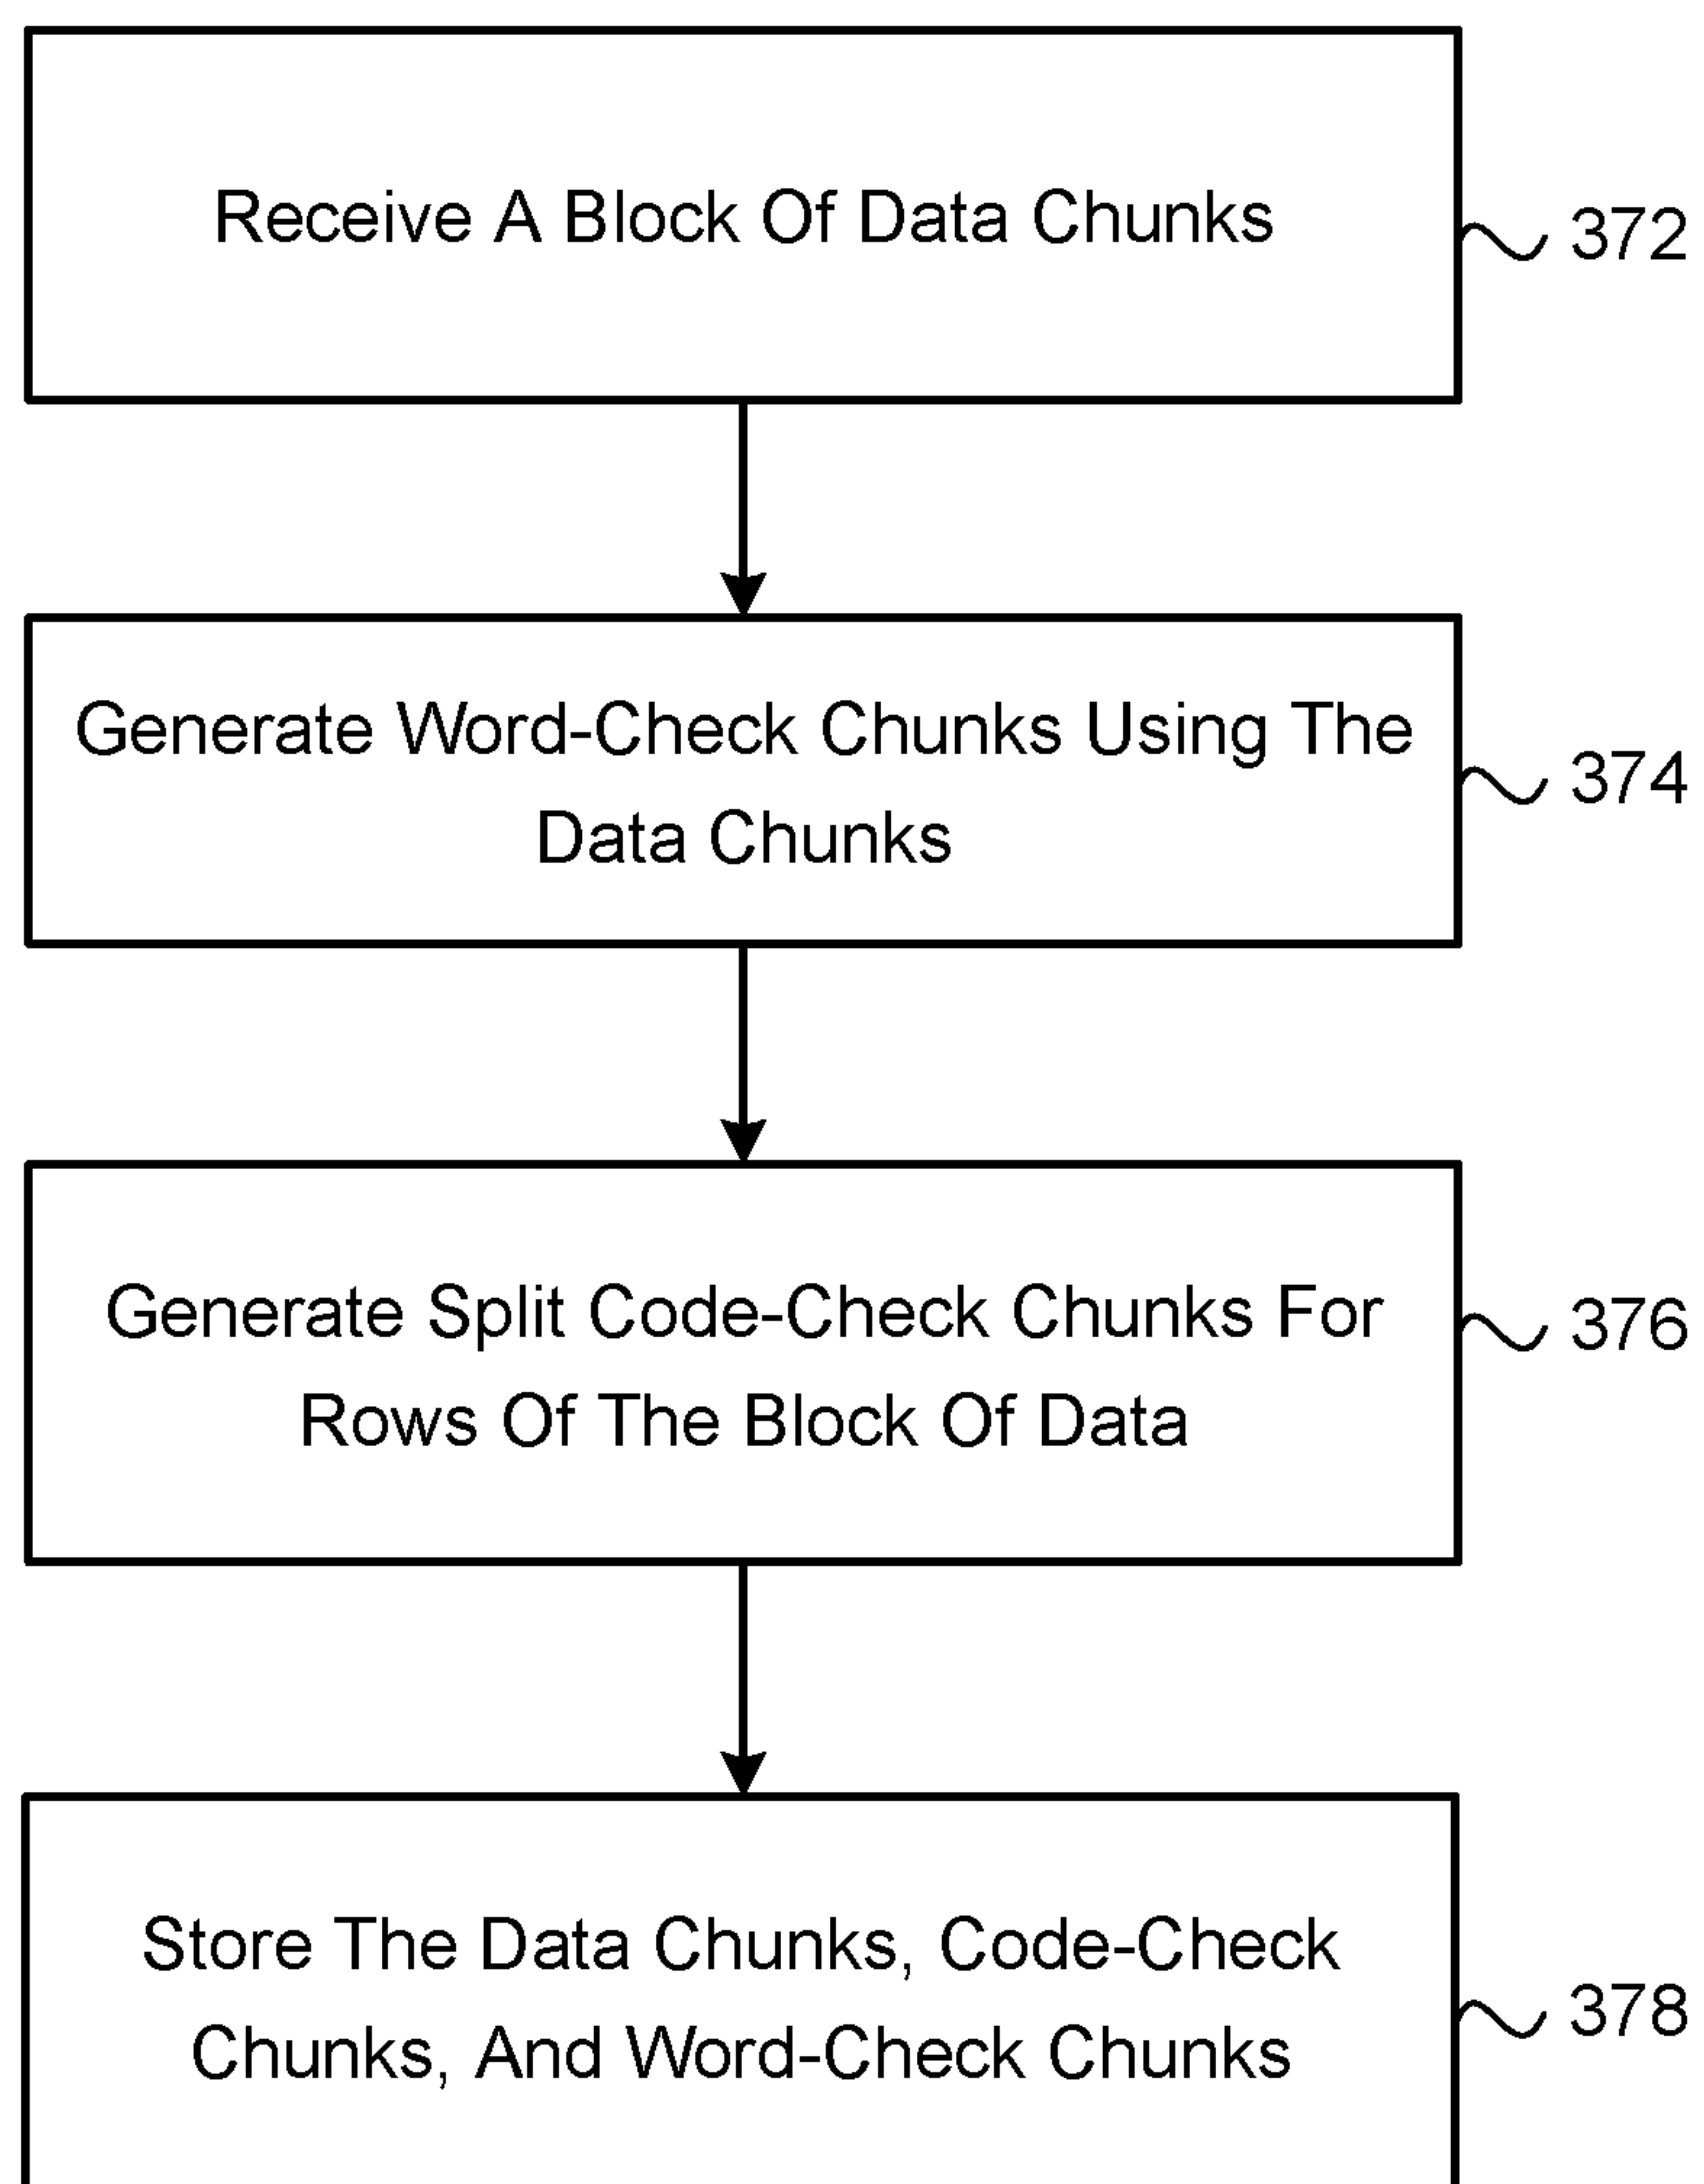 Receive A Block Of Data Chunks
372
Generate Word-Check Chunks Using The
Data Chunks
374
Generate Split Code-Check Chunks For
Rows Of The Block Of Data
376
Store The Data Chunks, Code-Check
Chunks, And Word-Check Chunks
378